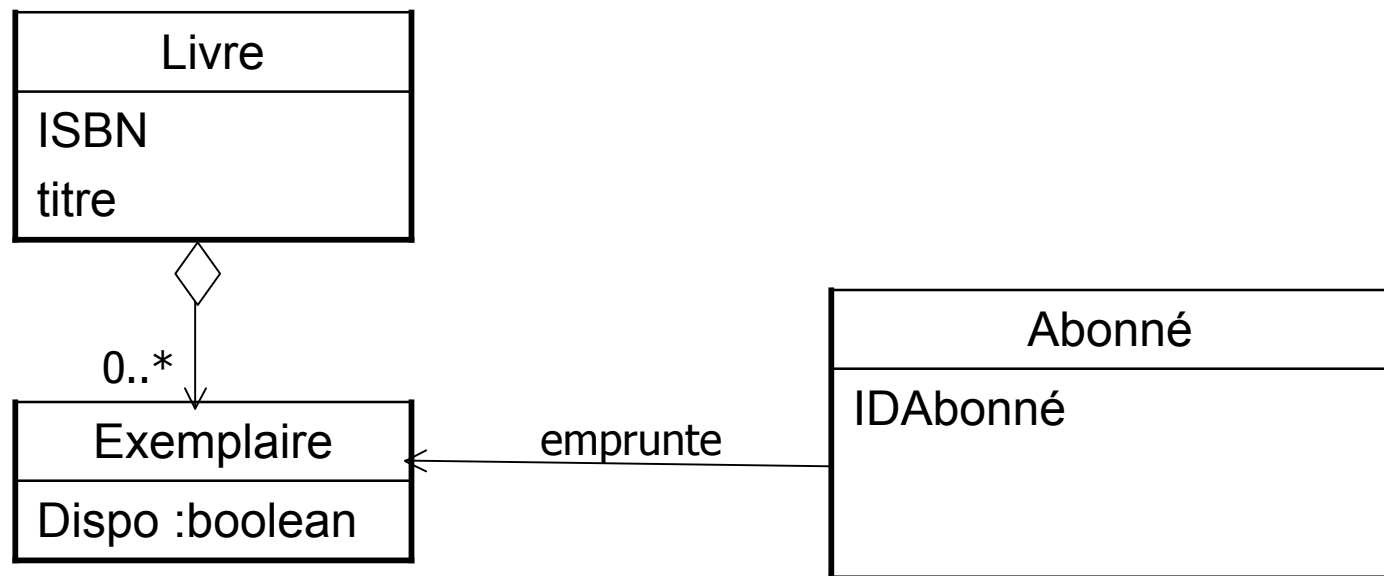 Livre
ISBN
titre
0..*
Exemplaire
Dispo :boolean
emprunte
Abonné
IDAbonné